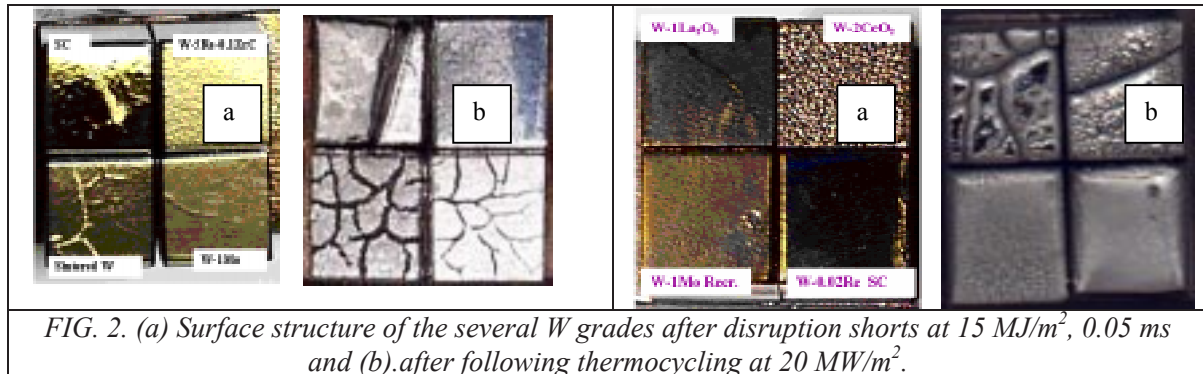 SC
W-5Re-0.1ZrC
a
b
Sintered W
W-1Mo
W-1La₂O₃
W-2CeO₂
a
b
W-1Mo Recr.
W-0.02Re SC
FIG. 2. (a) Surface structure of the several W grades after disruption shorts at 15 MJ/m², 0.05 ms
and (b).after following thermocycling at 20 MW/m².